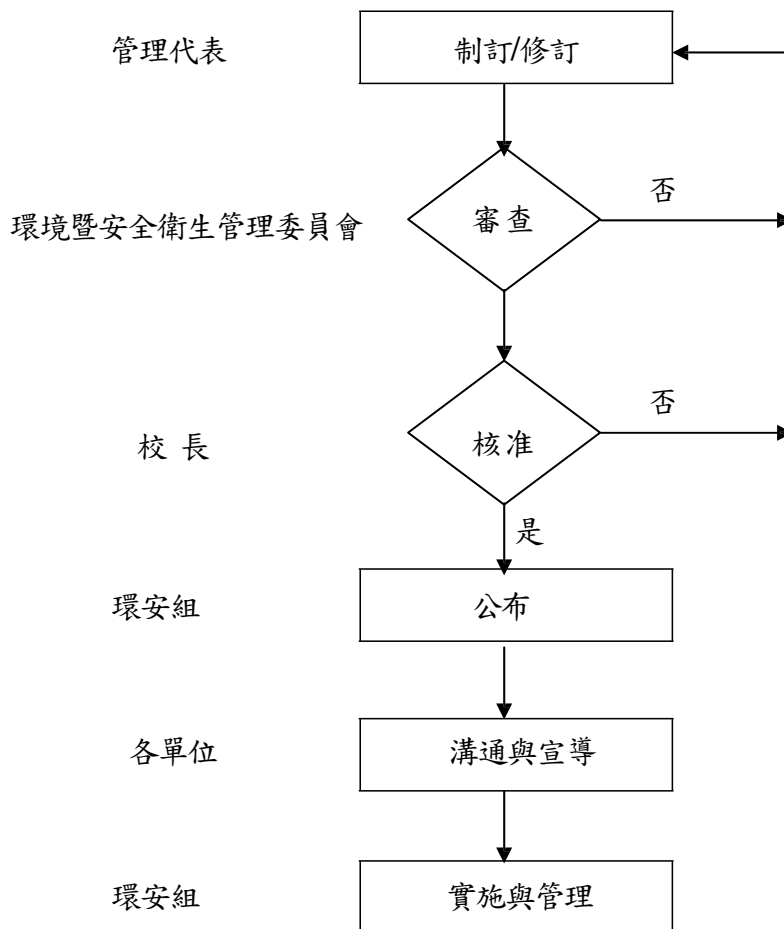 管理代表
制訂/修訂
環境暨安全衛生管理委員會
審查
否
校 長
核准
否
是
環安組
公布
各單位
溝通與宣導
環安組
實施與管理